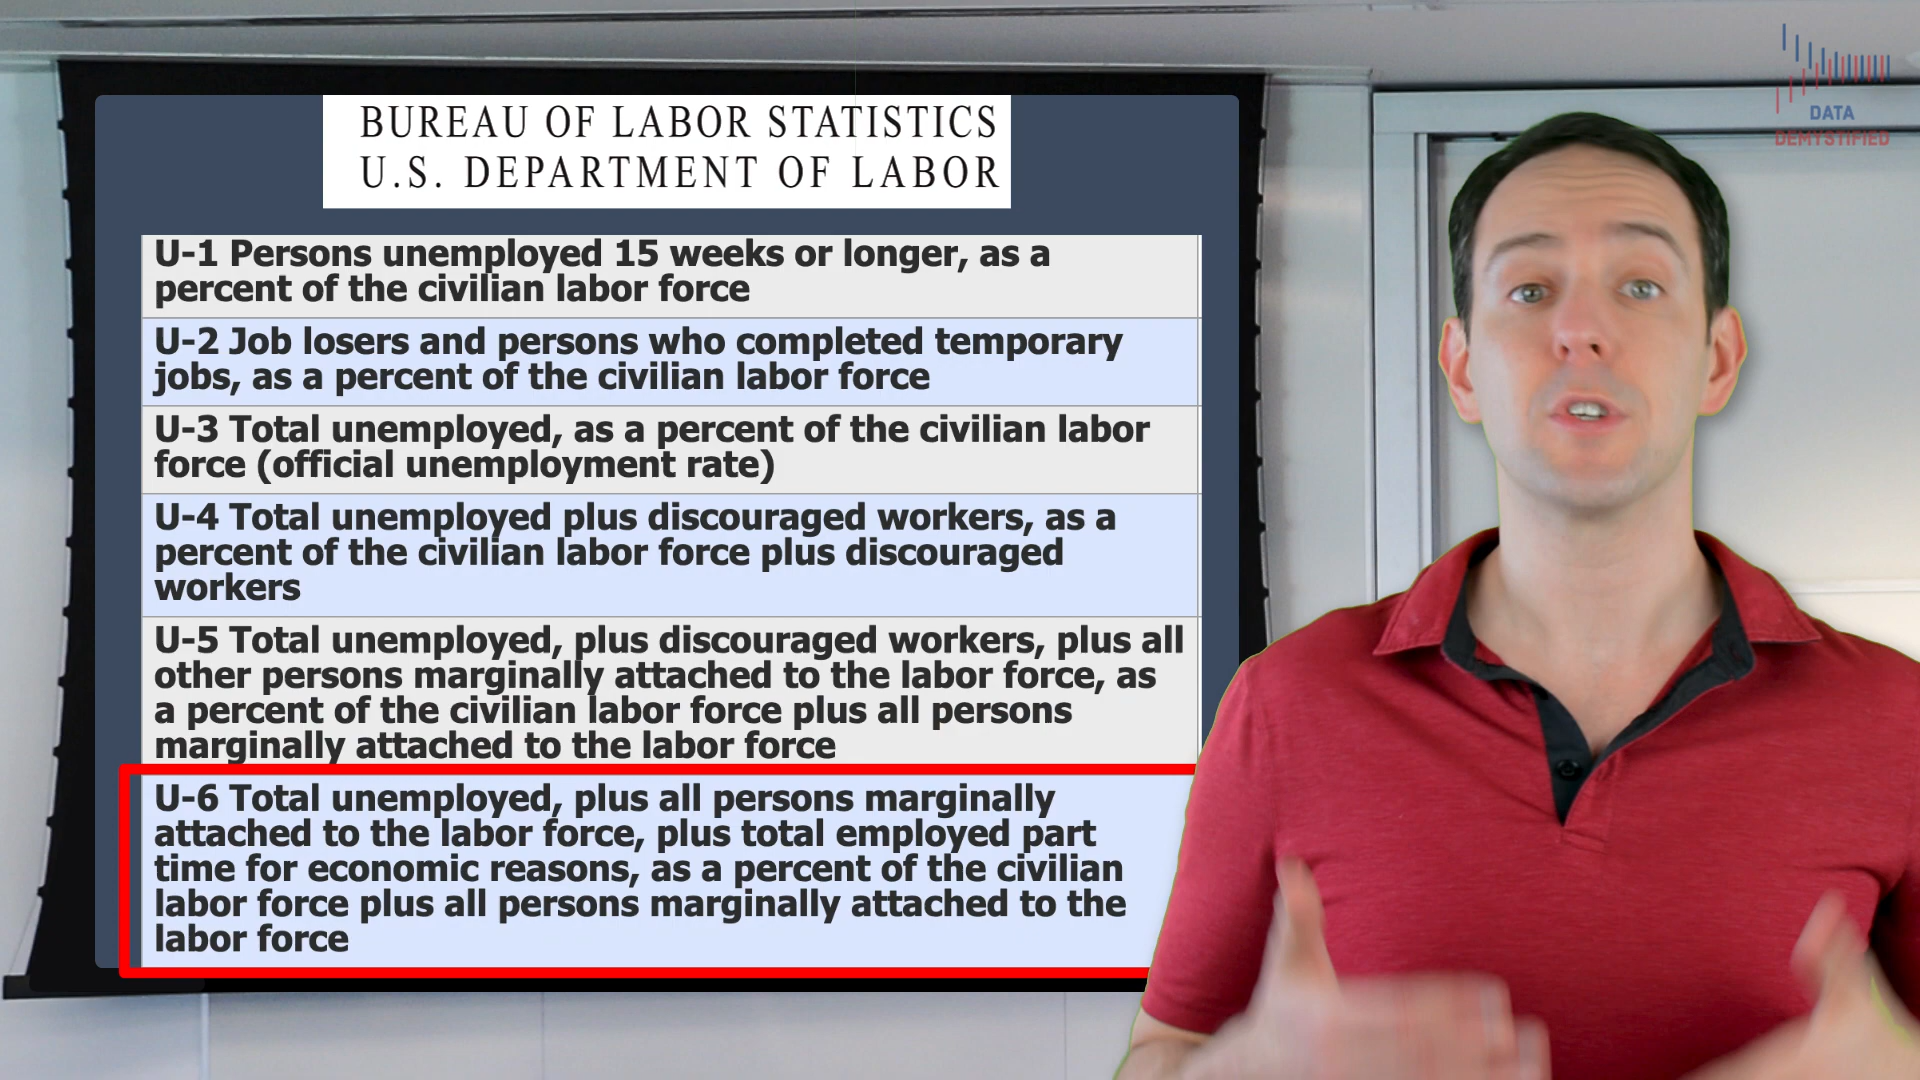 BUREAU OF LABOR STATISTICS
U.S. DEPARTMENT OF LABOR
DATA
DEMYSTIFIED
U-1 Persons unemployed 15 weeks or longer, as a
percent of the civilian labor force
U-2 Job losers and persons who completed temporary
jobs, as a percent of the civilian labor force
U-3 Total unemployed, as a percent of the civilian labor
force (official unemployment rate)
U-4 Total unemployed plus discouraged workers, as a
percent of the civilian labor force plus discouraged
workers
U-5 Total unemployed, plus discouraged workers, plus all
other persons marginally attached to the labor force, as
a percent of the civilian labor force plus all persons
marginally attached to the labor force
U-6 Total unemployed, plus all persons marginally
attached to the labor force, plus total employed part
time for economic reasons, as a percent of the civilian
labor force plus all persons marginally attached to the
labor force